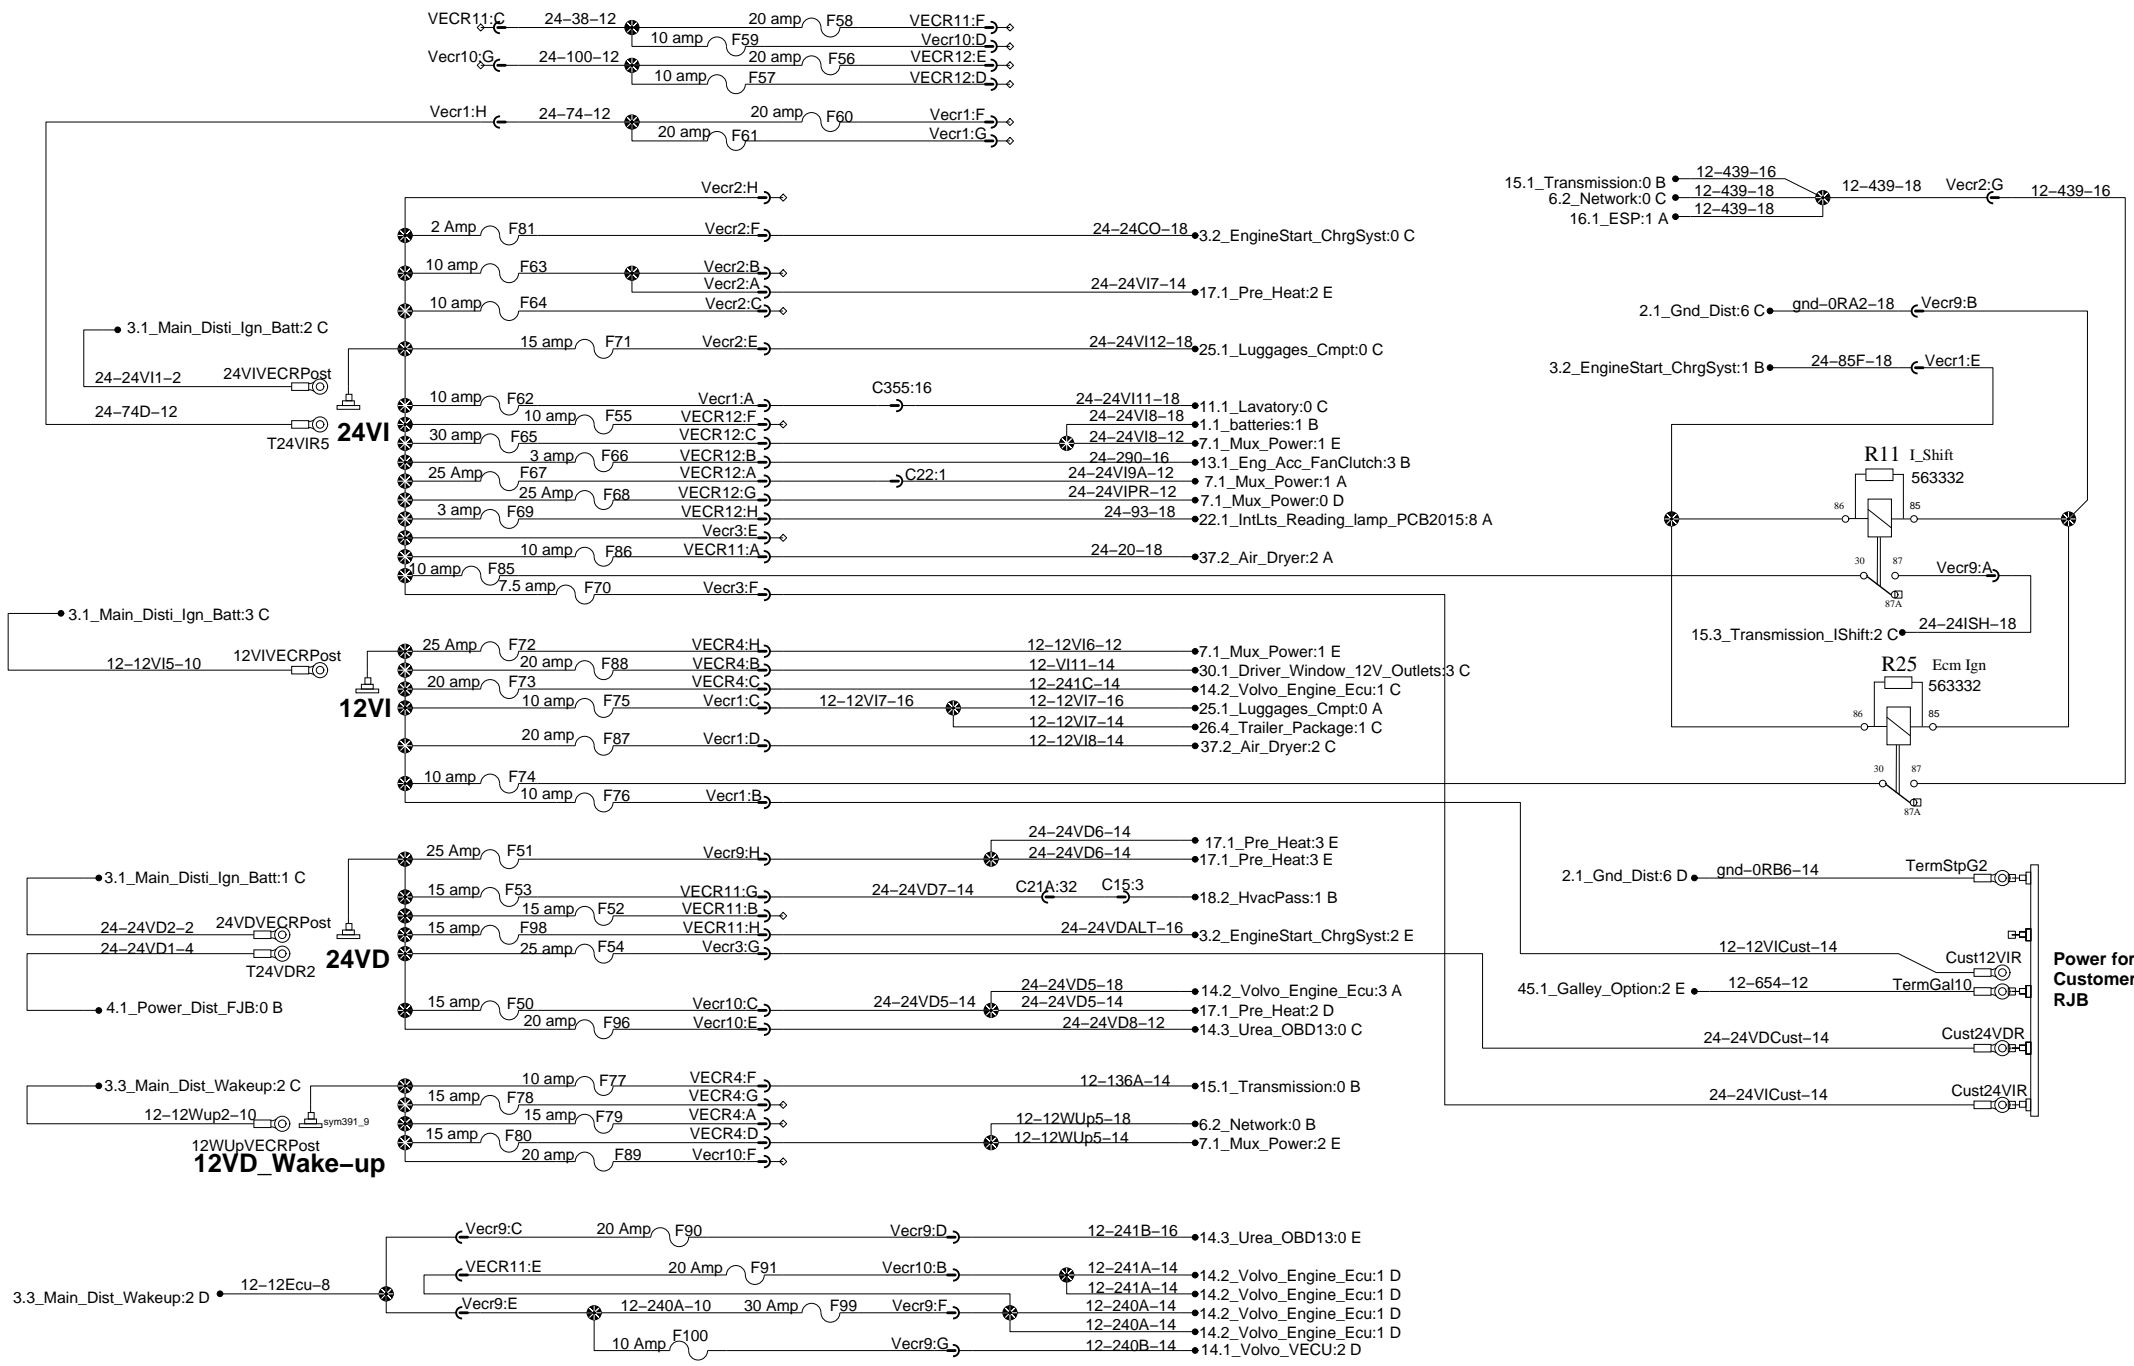 VECR11:C 24−38−12 20 amp F58 VECR11:F
10 amp F59 Vecr10:D
Vecr10:G 24−100−12 20 amp F56 VECR12:E
10 amp F57 VECR12:D
Vecr1:H 24−74−12 20 amp F60 Vecr1:F
20 amp F61 Vecr1:G
Vecr2:H
2 Amp F81 Vecr2:F 24−24CO−18 3.2_EngineStart_ChrgSyst:0 C
10 amp F63 Vecr2:B
Vecr2:A 24−24VI7−14 17.1_Pre_Heat:2 E
10 amp F64 Vecr2:C
3.1_Main_Disti_Ign_Batt:2 C
15 amp F71 Vecr2:E 24−24VI12−18 25.1_Luggages_Cmpt:0 C
24−24VI1−2 24VIVECRPost
24−74D−12
T24VIR5
24VI
10 amp F62 Vecr1:A C355:16 24−24VI11−18 11.1_Lavatory:0 C
10 amp F55 VECR12:F 24−24VI8−18 1.1_batteries:1 B
30 amp F65 VECR12:C 24−24VI8−12 7.1_Mux_Power:1 E
3 amp F66 VECR12:B 24−290−16 13.1_Eng_Acc_FanClutch:3 B
25 Amp F67 VECR12:A C22:1 24−24VI9A−12 7.1_Mux_Power:1 A
25 Amp F68 VECR12:G 24−24VIPR−12 7.1_Mux_Power:0 D
3 amp F69 VECR12:H 24−93−18 22.1_IntLts_Reading_lamp_PCB2015:8 A
Vecr3:E
10 amp F86 VECR11:A 24−20−18 37.2_Air_Dryer:2 A
10 amp F85
7.5 amp F70 Vecr3:F
15.1_Transmission:0 B 12−439−16
6.2_Network:0 C 12−439−18 12−439−18 Vecr2:G 12−439−16
16.1_ESP:1 A 12−439−18
2.1_Gnd_Dist:6 C gnd−0RA2−18 Vecr9:B
3.2_EngineStart_ChrgSyst:1 B 24−85F−18 Vecr1:E
R11 I_Shift
563332
86 85
30 87 Vecr9:A
87A
15.3_Transmission_IShift:2 C 24−24ISH−18
R25 Ecm Ign
563332
86 85
30 87
87A
3.1_Main_Disti_Ign_Batt:3 C
12−12VI5−10 12VIVECRPost
12VI
25 Amp F72 VECR4:H 12−12VI6−12 7.1_Mux_Power:1 E
20 amp F88 VECR4:B 12−VI11−14 30.1_Driver_Window_12V_Outlets:3 C
20 amp F73 VECR4:C 12−241C−14 14.2_Volvo_Engine_Ecu:1 C
10 amp F75 Vecr1:C 12−12VI7−16 12−12VI7−16 25.1_Luggages_Cmpt:0 A
12−12VI7−14 26.4_Trailer_Package:1 C
20 amp F87 Vecr1:D 12−12VI8−14 37.2_Air_Dryer:2 C
10 amp F74
10 amp F76 Vecr1:B
3.1_Main_Disti_Ign_Batt:1 C
24−24VD2−2 24VDVECRPost
24−24VD1−4
T24VDR2
24VD
4.1_Power_Dist_FJB:0 B
24−24VD6−14 17.1_Pre_Heat:3 E
25 Amp F51 Vecr9:H 24−24VD6−14 17.1_Pre_Heat:3 E
15 amp F53 VECR11:G 24−24VD7−14 C21A:32 C15:3 18.2_HvacPass:1 B
15 amp F52 VECR11:B
15 amp F98 VECR11:H 24−24VDALT−16 3.2_EngineStart_ChrgSyst:2 E
25 amp F54 Vecr3:G
24−24VD5−18 14.2_Volvo_Engine_Ecu:3 A
15 amp F50 Vecr10:C 24−24VD5−14 24−24VD5−14 17.1_Pre_Heat:2 D
20 amp F96 Vecr10:E 24−24VD8−12 14.3_Urea_OBD13:0 C
2.1_Gnd_Dist:6 D gnd−0RB6−14 TermStpG2
12−12VICust−14 Cust12VIR
45.1_Galley_Option:2 E 12−654−12 TermGal10
24−24VDCust−14 Cust24VDR
24−24VICust−14 Cust24VIR
Power for
Customer
RJB
3.3_Main_Dist_Wakeup:2 C
12−12Wup2−10 sym391_9
12WUpVECRPost
12VD_Wake−up
10 amp F77 VECR4:F 12−136A−14 15.1_Transmission:0 B
15 amp F78 VECR4:G
15 amp F79 VECR4:A 12−12WUp5−18 6.2_Network:0 B
15 amp F80 VECR4:D 12−12WUp5−14 7.1_Mux_Power:2 E
20 amp F89 Vecr10:F
Vecr9:C 20 Amp F90 Vecr9:D 12−241B−16 14.3_Urea_OBD13:0 E
VECR11:E 20 Amp F91 Vecr10:B 12−241A−14 14.2_Volvo_Engine_Ecu:1 D
12−241A−14 14.2_Volvo_Engine_Ecu:1 D
3.3_Main_Dist_Wakeup:2 D 12−12Ecu−8
Vecr9:E 12−240A−10 30 Amp F99 Vecr9:F 12−240A−14 14.2_Volvo_Engine_Ecu:1 D
12−240A−14 14.2_Volvo_Engine_Ecu:1 D
10 Amp F100 Vecr9:G 12−240B−14 14.1_Volvo_VECU:2 D